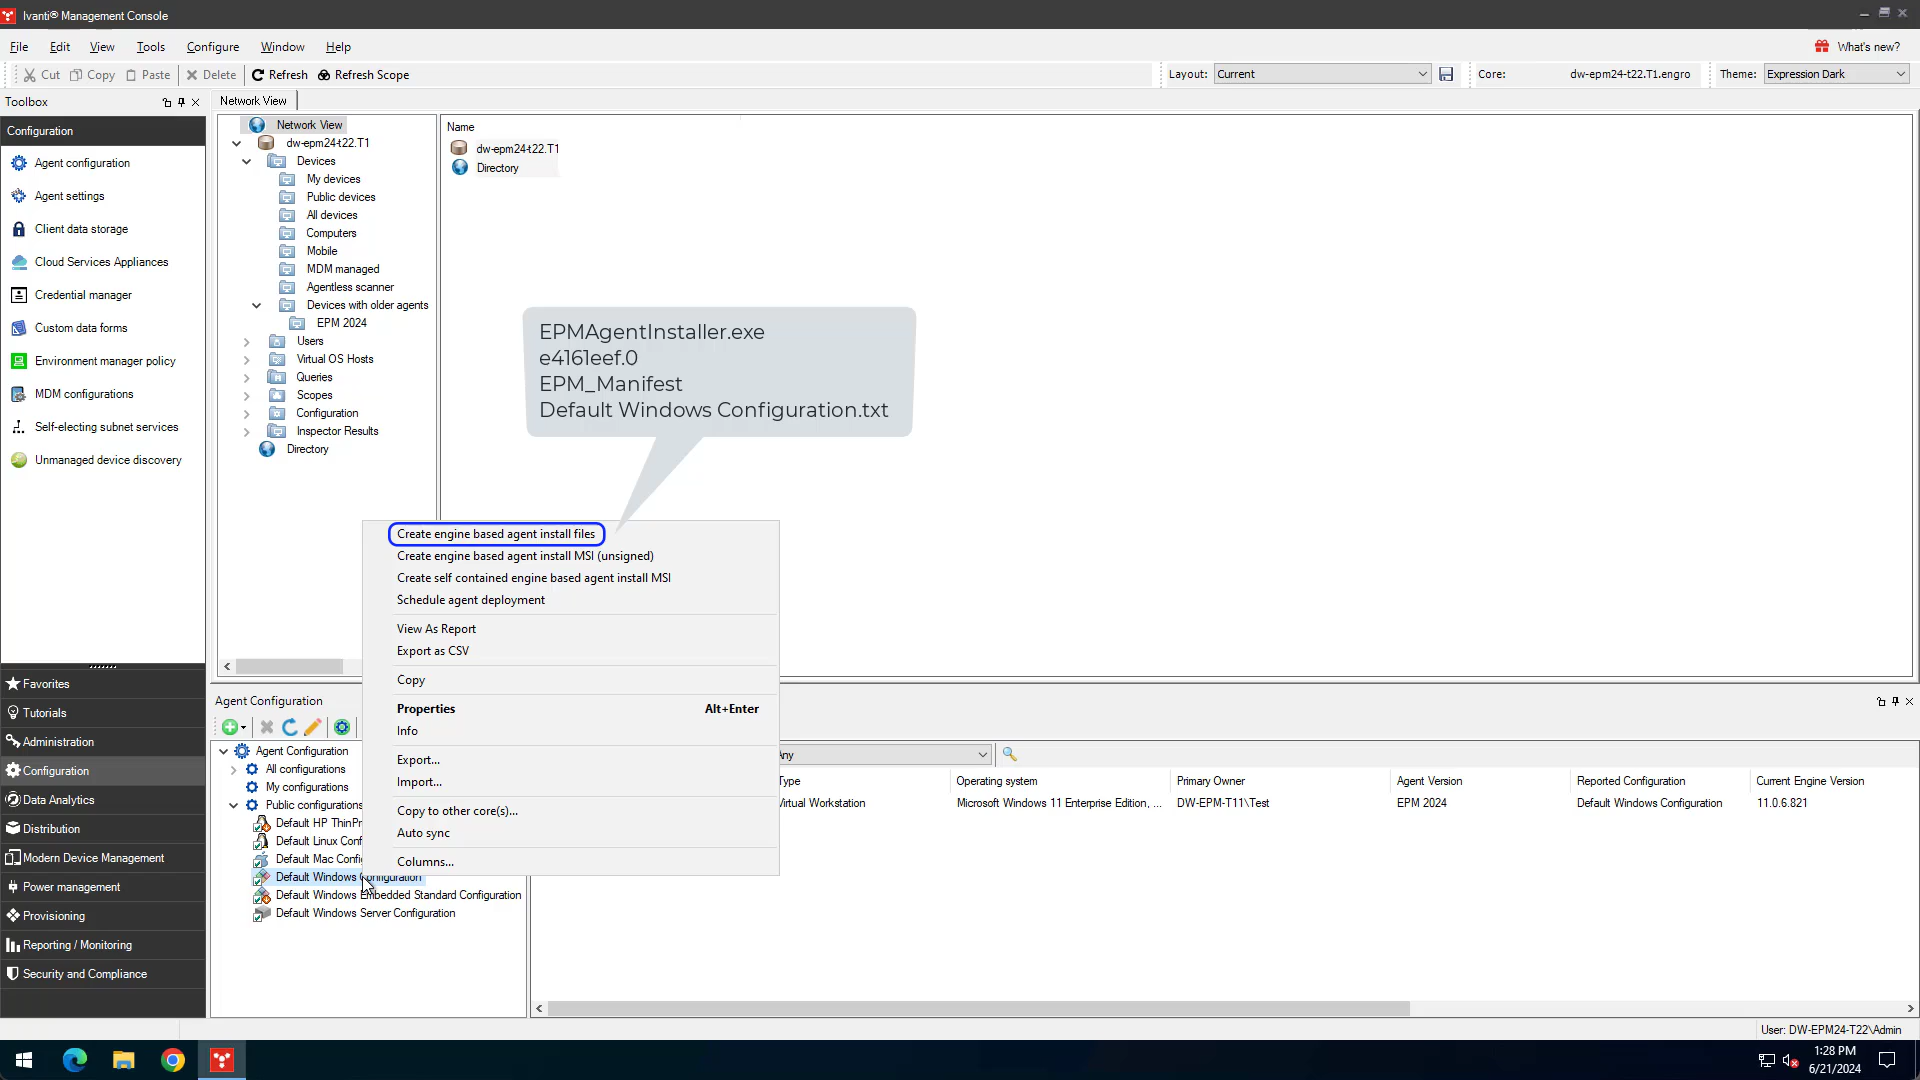 Ivanti® Management Console
File Edit View Tools Configure Window Help
What's new?
Cut Copy Paste Delete Refresh Refresh Scope
Layout: Current
Core: dw-epm24-t22.T1.engro
Theme: Expression Dark
Toolbox
Network View
Configuration
Agent configuration
Agent settings
Client data storage
Cloud Services Appliances
Credential manager
Custom data forms
Environment manager policy
MDM configurations
Self-electing subnet services
Unmanaged device discovery
Favorites
Tutorials
Administration
Configuration
Data Analytics
Distribution
Modern Device Management
Power management
Provisioning
Reporting / Monitoring
Security and Compliance
Network View
dw-epm24-t22.T1
Devices
My devices
Public devices
All devices
Computers
Mobile
MDM managed
Agentless scanner
Devices with older agents
EPM 2024
Users
Virtual OS Hosts
Queries
Scopes
Configuration
Inspector Results
Directory
Name
dw-epm24-t22.T1
Directory
EPMAgentInstaller.exe
e4161eef.0
EPM_Manifest
Default Windows Configuration.txt
Create engine based agent install files
Create engine based agent install MSI (unsigned)
Create self contained engine based agent install MSI
Schedule agent deployment
View As Report
Export as CSV
Copy
Properties Alt+Enter
Info
Export...
Import...
Copy to other core(s)...
Auto sync
Columns...
Agent Configuration
Agent Configuration
All configurations
My configurations
Public configurations
Default HP ThinPr
Default Linux Conf
Default Mac Config
Default Windows Configuration
Default Windows Embedded Standard Configuration
Default Windows Server Configuration
Any
Type Operating system Primary Owner Agent Version Reported Configuration Current Engine Version
Virtual Workstation Microsoft Windows 11 Enterprise Edition, ... DW-EPM-T11\Test EPM 2024 Default Windows Configuration 11.0.6.821
User: DW-EPM24-T22\Admin
1:28 PM
6/21/2024